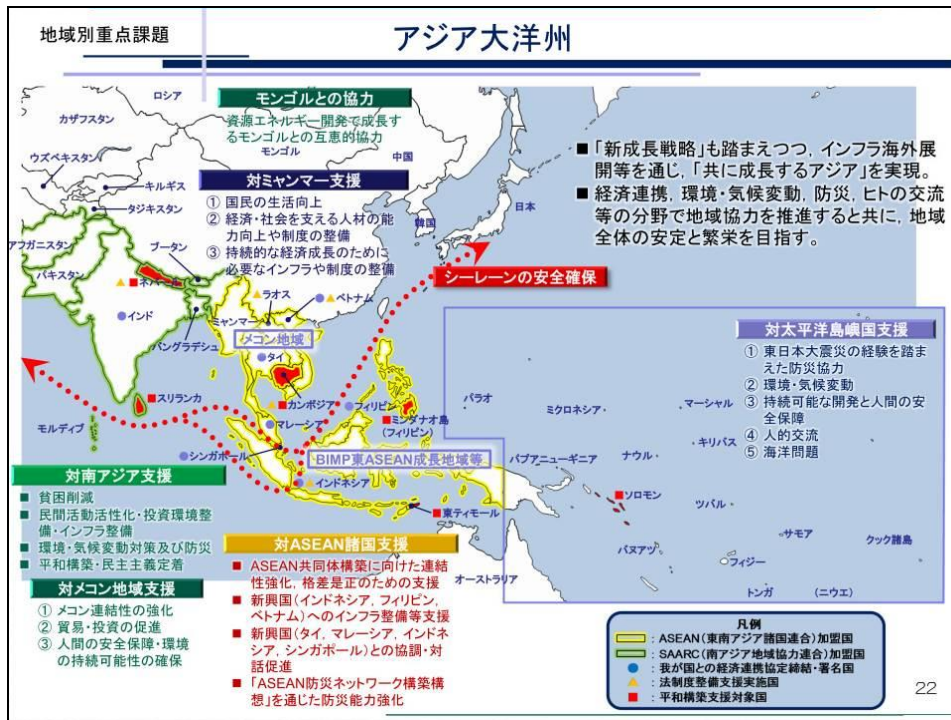 地域別重点課題
アジア大洋州
ロシア
カザフスタン
ウズベキスタン
キルギス
タジキスタン
アフガニスタン
パキスタン
ブータン
ネパール
インド
バングラデシュ
スリランカ
モルディブ
モンゴルとの協力
資源エネルギー開発で成長す
るモンゴルとの互恵的協力
モンゴル
中国
韓国
日本
対ミャンマー支援
① 国民の生活向上
② 経済・社会を支える人材の能
力向上や制度の整備
③ 持続的な経済成長のために
必要なインフラや制度の整備
■「新成長戦略」も踏まえつつ，インフラ海外展
開等を通じ，「共に成長するアジア」を実現。
■ 経済連携，環境・気候変動，防災，ヒトの交流
等の分野で地域協力を推進すると共に，地域
全体の安定と繁栄を目指す。
シーレーンの安全確保
ラオス
ベトナム
ミャンマー
メコン地域
タイ
カンボジア
フィリピン
マレーシア
ミンダナオ島
(フィリピン)
シンガポール
BIMP東ASEAN成長地域等
インドネシア
東ティモール
オーストラリア
対太平洋島嶼国支援
① 東日本大震災の経験を踏ま
えた防災協力
② 環境・気候変動
③ 持続可能な開発と人間の安
全保障
④ 人的交流
⑤ 海洋問題
パラオ
ミクロネシア
マーシャル
パプアニューギニア
ナウル
キリバス
ソロモン
ツバル
サモア
クック諸島
バヌアツ
フィジー
トンガ
(ニウエ)
対南アジア支援
■ 貧困削減
■ 民間活動活性化・投資環境整
備・インフラ整備
■ 環境・気候変動対策及び防災
■ 平和構築・民主主義定着
対メコン地域支援
① メコン連結性の強化
② 貿易・投資の促進
③ 人間の安全保障・環境
の持続可能性の確保
対ASEAN諸国支援
■ ASEAN共同体構築に向けた連結
性強化，格差是正のための支援
■ 新興国(インドネシア，フィリピン，
ベトナム)へのインフラ整備等支援
■ 新興国(タイ，マレーシア，インドネ
シア，シンガポール)との協調・対
話促進
■ 「ASEAN防災ネットワーク構築構
想」を通じた防災能力強化
凡例
：ASEAN(東南アジア諸国連合)加盟国
：SAARC(南アジア地域協力連合)加盟国
：我が国との経済連携協定締結・署名国
：法制度整備支援実施国
：平和構築支援対象国
22